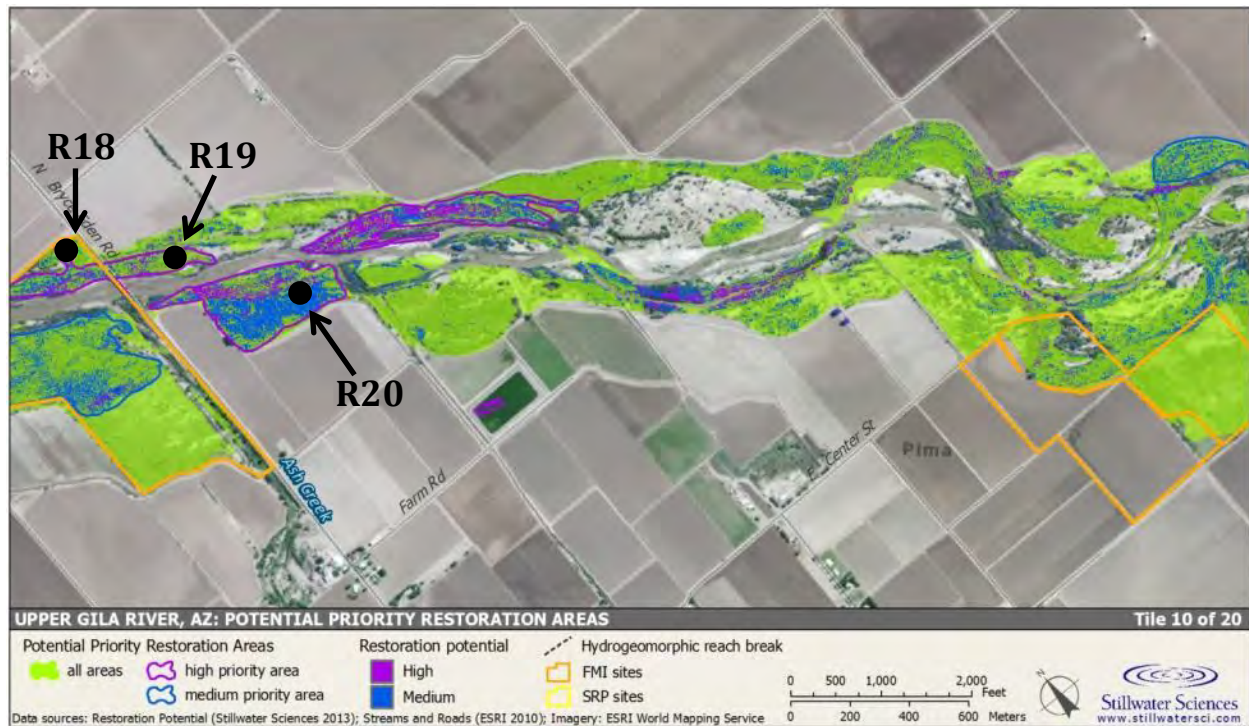 R18
R19
N Bryce Eden Rd
R20
Ash Creek
Farm Rd
E Center St
Pima
UPPER GILA RIVER, AZ: POTENTIAL PRIORITY RESTORATION AREAS
Tile 10 of 20
Potential Priority Restoration Areas
all areas
high priority area
medium priority area
Restoration potential
High
Medium
Hydrogeomorphic reach break
FMI sites
SRP sites
0 500 1,000 2,000
Feet
0 200 400 600
Meters
N
Stillwater Sciences
www.stillwatersci.com
Data sources: Restoration Potential (Stillwater Sciences 2013); Streams and Roads (ESRI 2010); Imagery: ESRI World Mapping Service